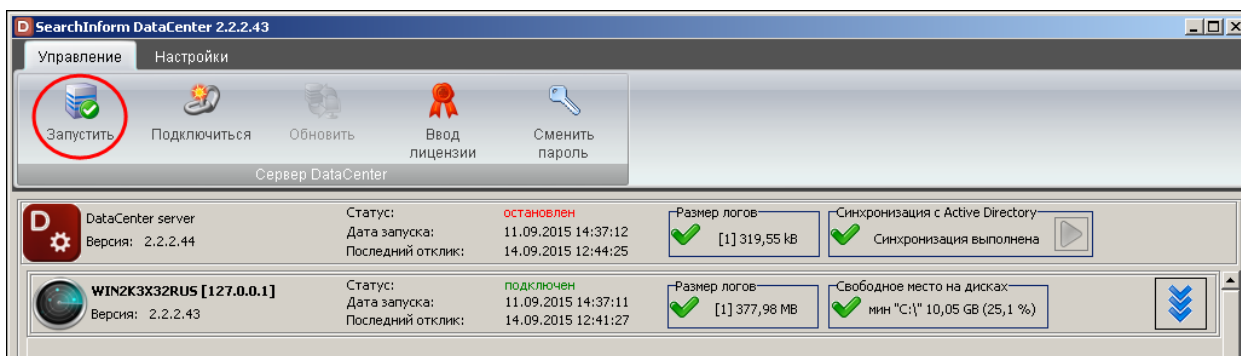 SearchInform DataCenter 2.2.2.43
Управление Настройки
Запустить Подключиться Обновить Ввод лицензии Сменить пароль
Сервер DataCenter
DataCenter server
Версия: 2.2.2.44
Статус: остановлен
Дата запуска: 11.09.2015 14:37:12
Последний отклик: 14.09.2015 12:44:25
Размер логов
[1] 319,55 kB
Синхронизация с Active Directory
Синхронизация выполнена
WIN2K3X32RUS [127.0.0.1]
Версия: 2.2.2.43
Статус: подключен
Дата запуска: 11.09.2015 14:37:11
Последний отклик: 14.09.2015 12:41:27
Размер логов
[1] 377,98 MB
Свободное место на дисках
мин "C:\" 10,05 GB (25,1 %)